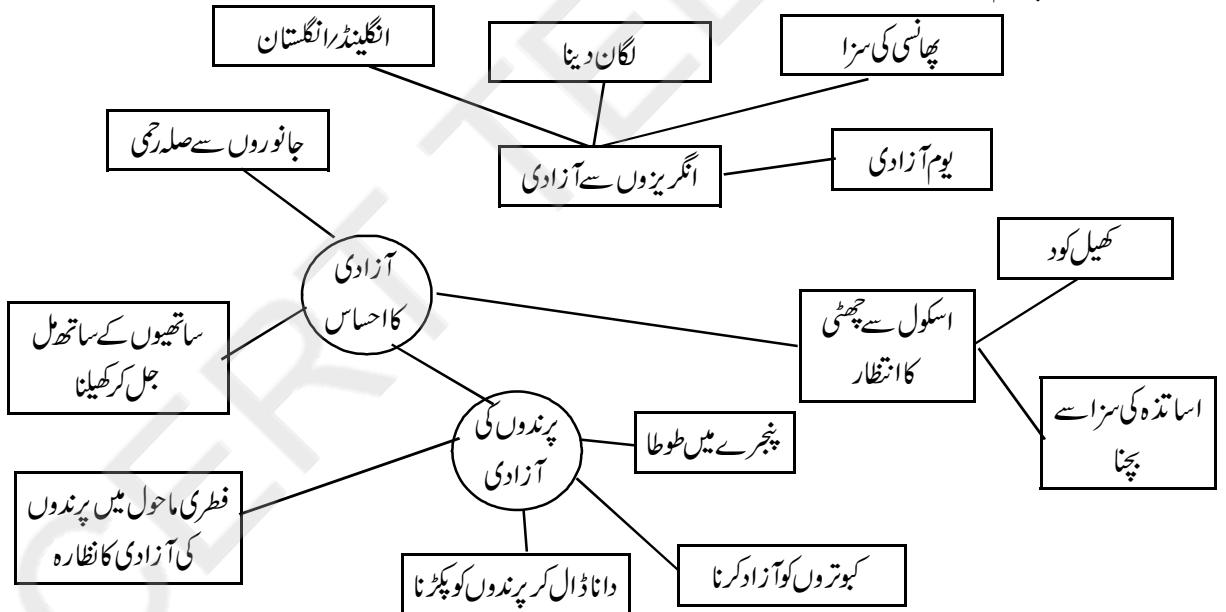 انگلینڈ/انگلستان
لگان دینا
پھانسی کی سزا
جانوروں سے صلہ رحمی
انگریزوں سے آزادی
یوم آزادی
کھیل کود
آزادی
کا احساس
اسکول سے چھٹی
کا انتظار
ساتھیوں کے ساتھ مل
جل کر کھیلنا
اساتذہ کی سزا سے
بچنا
پرندوں کی
آزادی
پنجرے میں طوطا
فطری ماحول میں پرندوں
کی آزادی کا نظارہ
دانا ڈال کر پرندوں کو پکڑنا
کبوتروں کو آزاد کرنا